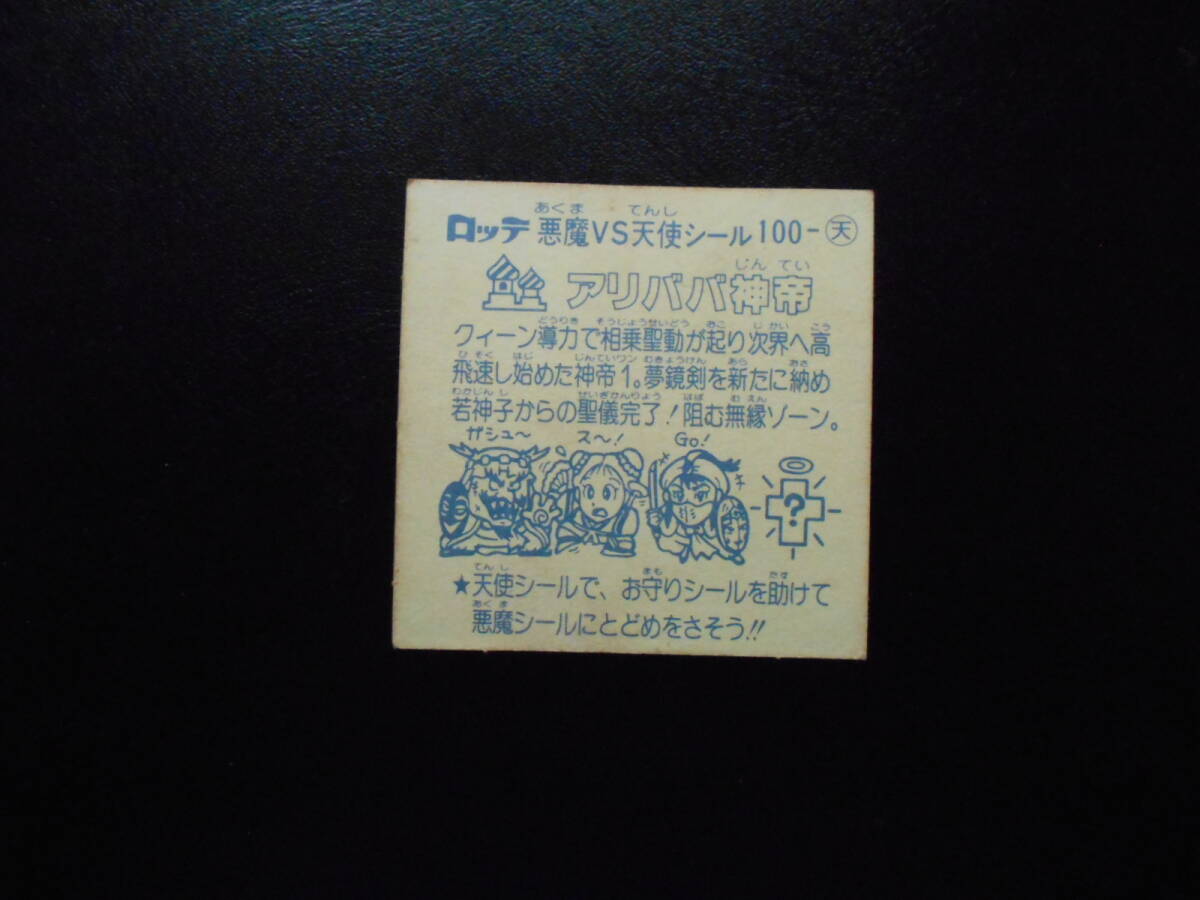 あくま てんし
ロッテ 悪魔VS天使シール 100-天
じん てい
アリババ神帝
どうりき そうじょうせいどう おこ じ かい こう
クィーン導力で相乗聖動が起り次界へ高
ひ そく はじ じんていワン むきょうけん あら おさ
飛速し始めた神帝1。夢鏡剣を新たに納め
わかじん し せいぎかんりょう はば む えん
若神子からの聖儀完了!阻む無縁ゾーン。
ガシュ〜 ス〜! Go!
?
てん し まも たす
★天使シールで、お守りシールを助けて
あく ま
悪魔シールにとどめをさそう!!